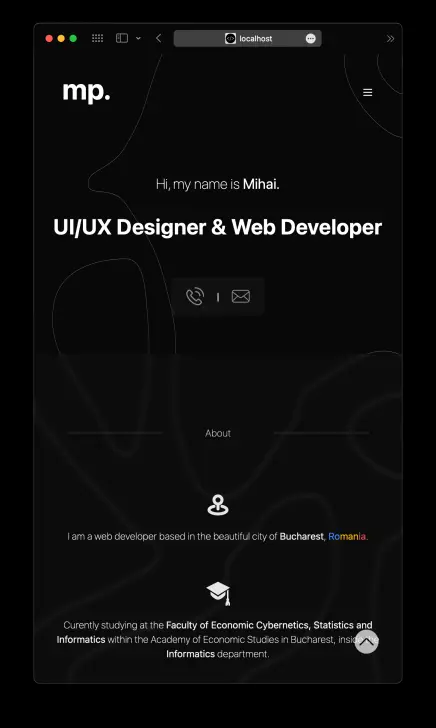 localhost
mp.
Hi, my name is Mihai.
UI/UX Designer & Web Developer
About
I am a web developer based in the beautiful city of Bucharest, Romania.
Curently studying at the Faculty of Economic Cybernetics, Statistics and
Informatics within the Academy of Economic Studies in Bucharest, inside the
Informatics department.